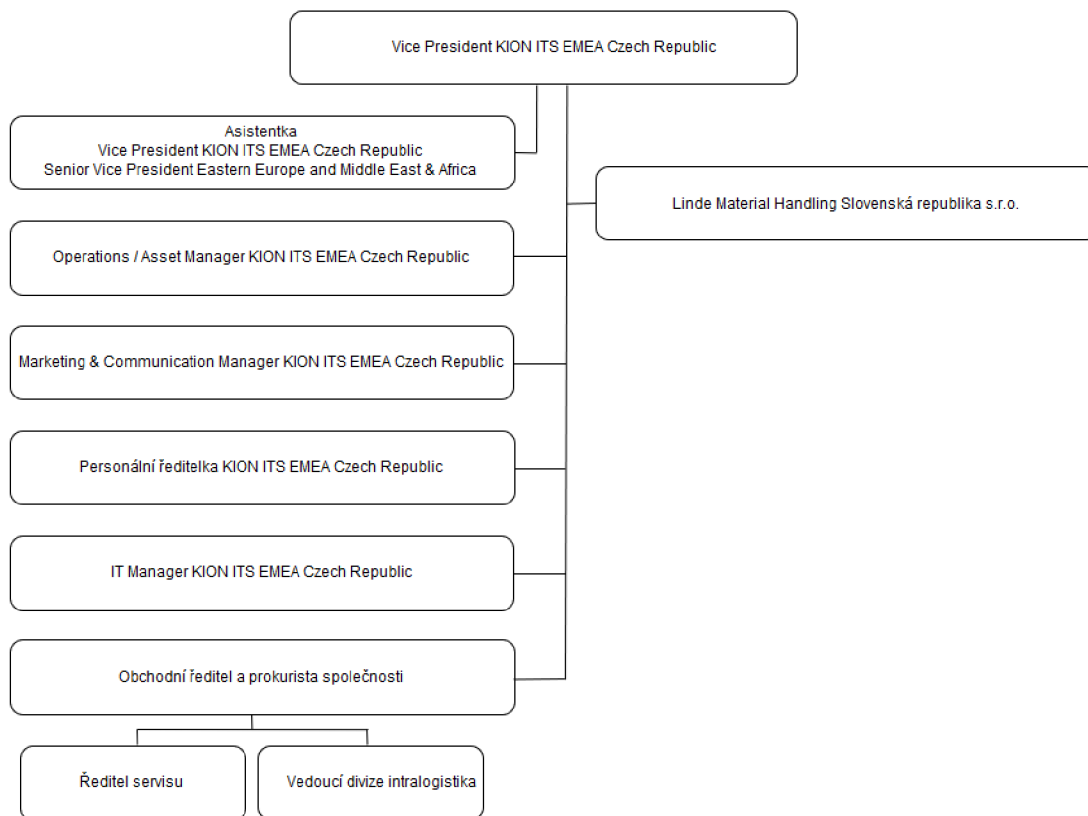 Vice President KION ITS EMEA Czech Republic
Asistentka
Vice President KION ITS EMEA Czech Republic
Senior Vice President Eastern Europe and Middle East & Africa
Linde Material Handling Slovenská republika s.r.o.
Operations / Asset Manager KION ITS EMEA Czech Republic
Marketing & Communication Manager KION ITS EMEA Czech Republic
Personální ředitelka KION ITS EMEA Czech Republic
IT Manager KION ITS EMEA Czech Republic
Obchodní ředitel a prokurista společnosti
Ředitel servisu
Vedoucí divize intralogistika